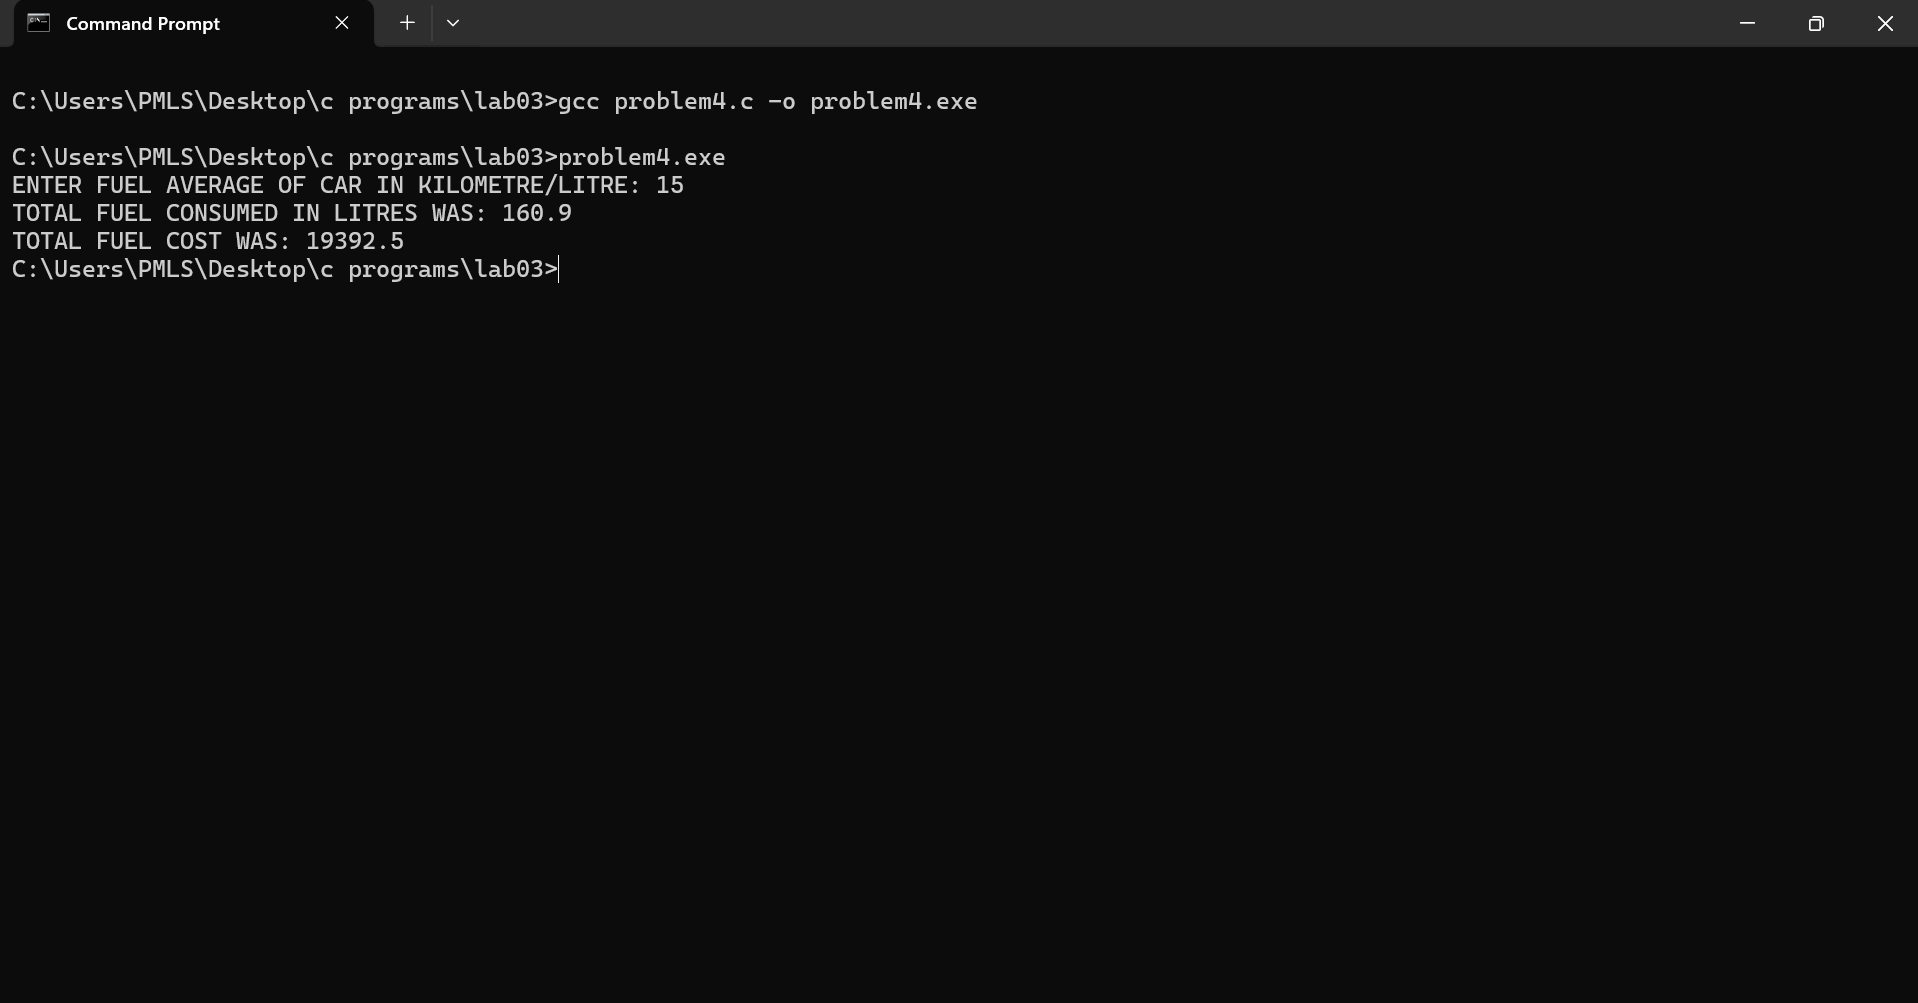 Command Prompt
C:\Users\PMLS\Desktop\c programs\lab03>gcc problem4.c -o problem4.exe
C:\Users\PMLS\Desktop\c programs\lab03>problem4.exe
ENTER FUEL AVERAGE OF CAR IN KILOMETRE/LITRE: 15
TOTAL FUEL CONSUMED IN LITRES WAS: 160.9
TOTAL FUEL COST WAS: 19392.5
C:\Users\PMLS\Desktop\c programs\lab03>